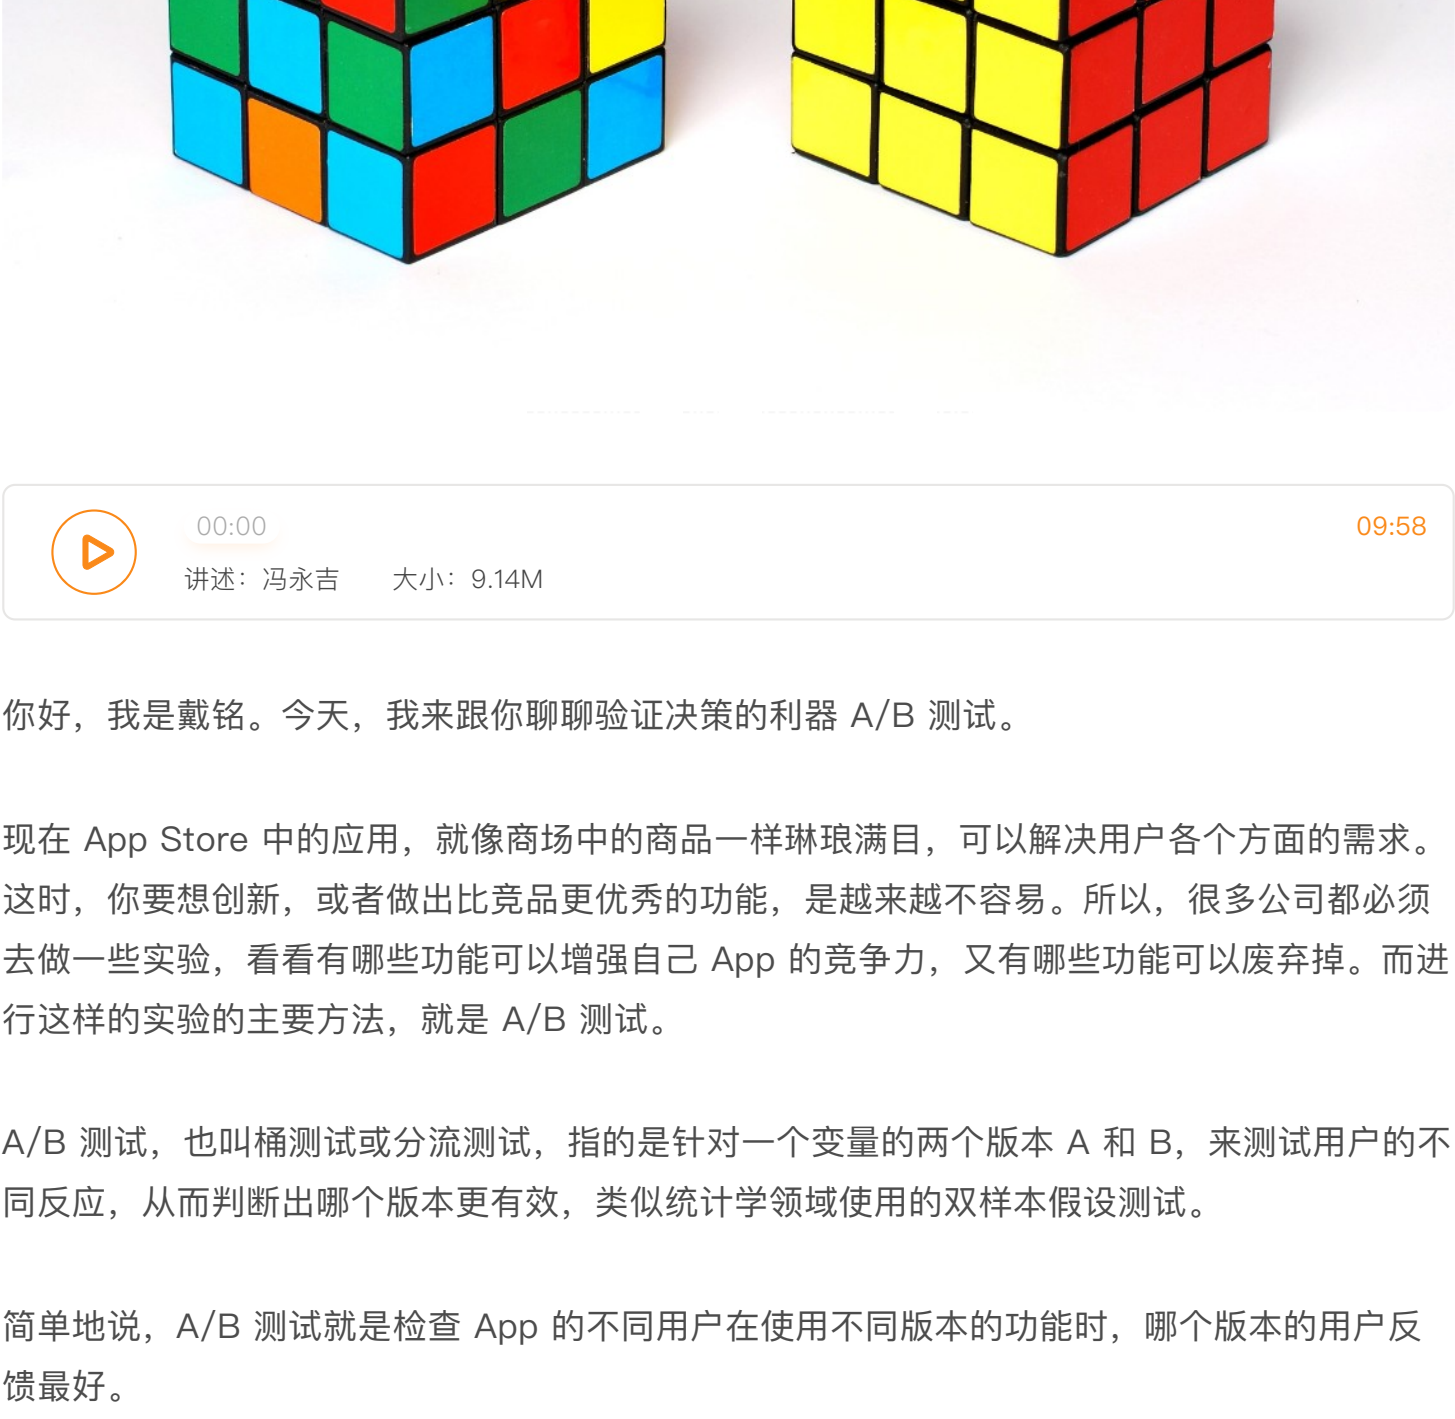 00:00
09:58
讲述：冯永吉 大小：9.14M
你好，我是戴铭。今天，我来跟你聊聊验证决策的利器 A/B 测试。
现在 App Store 中的应用，就像商场中的商品一样琳琅满目，可以解决用户各个方面的需求。
这时，你要想创新，或者做出比竞品更优秀的功能，是越来越不容易。所以，很多公司都必须
去做一些实验，看看有哪些功能可以增强自己 App 的竞争力，又有哪些功能可以废弃掉。而进
行这样的实验的主要方法，就是 A/B 测试。
A/B 测试，也叫桶测试或分流测试，指的是针对一个变量的两个版本 A 和 B，来测试用户的不
同反应，从而判断出哪个版本更有效，类似统计学领域使用的双样本假设测试。
简单地说，A/B 测试就是检查 App 的不同用户在使用不同版本的功能时，哪个版本的用户反
馈最好。